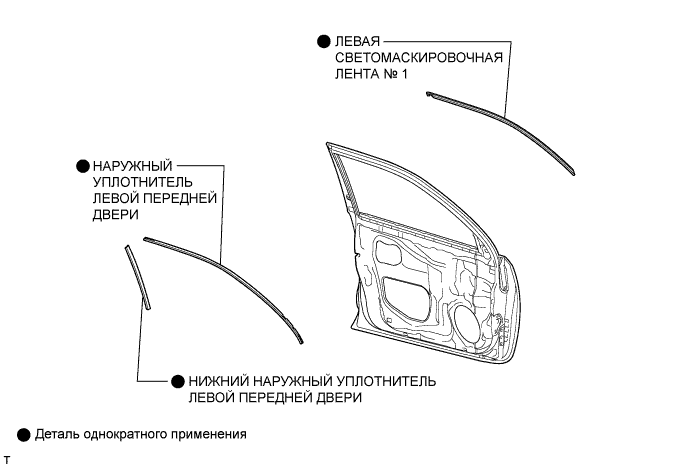 ЛЕВАЯ
СВЕТОМАСКИРОВОЧНАЯ
ЛЕНТА № 1
НАРУЖНЫЙ
УПЛОТНИТЕЛЬ
ЛЕВОЙ ПЕРЕДНЕЙ
ДВЕРИ
НИЖНИЙ НАРУЖНЫЙ УПЛОТНИТЕЛЬ
ЛЕВОЙ ПЕРЕДНЕЙ ДВЕРИ
Деталь однократного применения
T